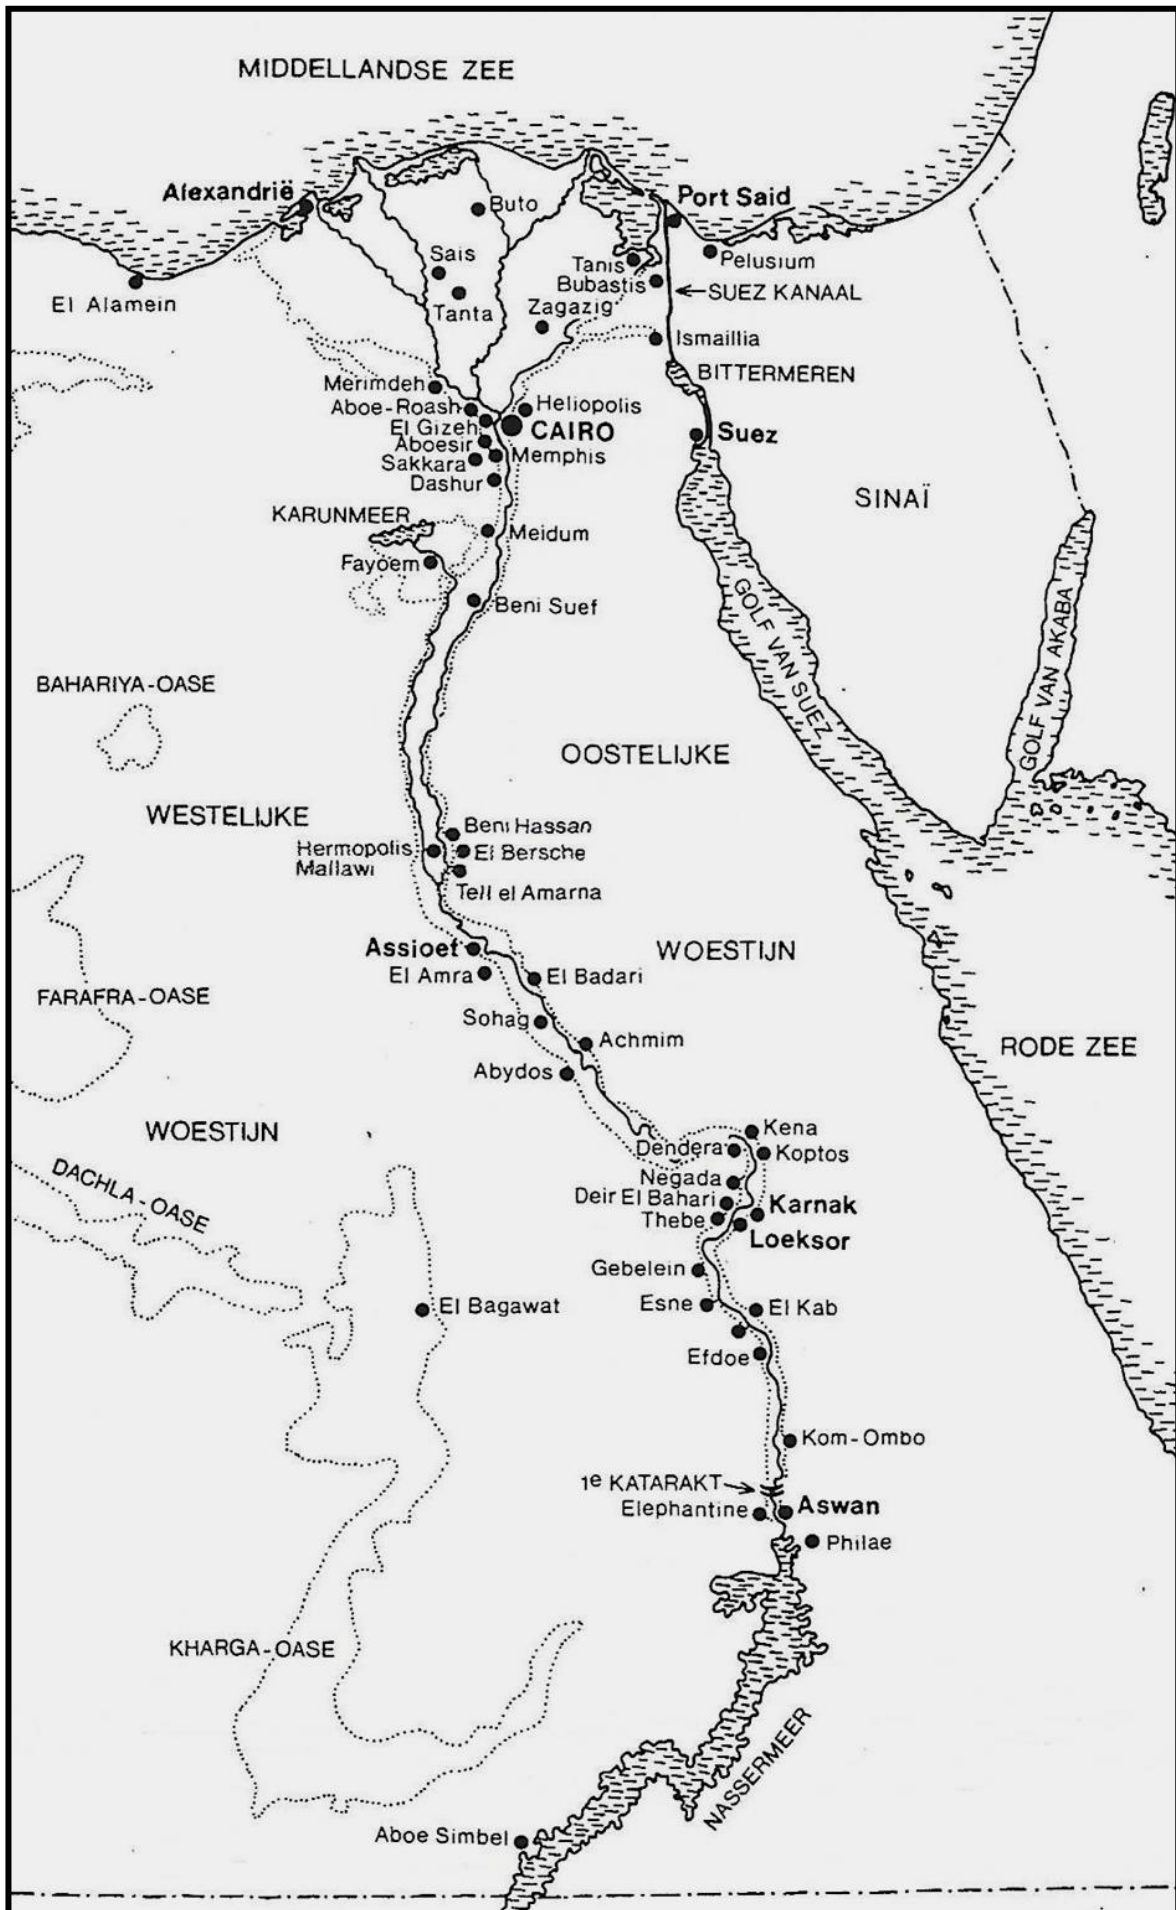 MIDDELLANDSE ZEE
Alexandrië
Buto
Port Said
Sais
Tanis
Pelusium
El Alamein
Tanta
Bubastis
SUEZ KANAAL
Zagazig
Ismaillia
Merimdeh
BITTERMEREN
Aboe-Roash
Heliopolis
El Gizeh
CAIRO
Suez
Aboesir
Sakkara
Memphis
Dashur
SINAÏ
KARUNMEER
Meidum
Fayoem
Beni Suef
GOLF VAN SUEZ
GOLF VAN AKABA
BAHARIYA-OASE
OOSTELIJKE
WESTELIJKE
Beni Hassan
Hermopolis
El Bersche
Mallawi
Tell el Amarna
Assioet
WOESTIJN
El Amra
El Badari
FARAFRA-OASE
Sohag
Achmim
RODE ZEE
Abydos
WOESTIJN
Kena
Dendera
Koptos
DACHLA-OASE
Negada
Deir El Bahari
Karnak
Thebe
Loeksor
Gebelein
El Bagawat
Esne
El Kab
Efdoe
Kom-Ombo
1e KATARAKT
Elephantine
Aswan
Philae
KHARGA-OASE
NASSERMEER
Aboe Simbel